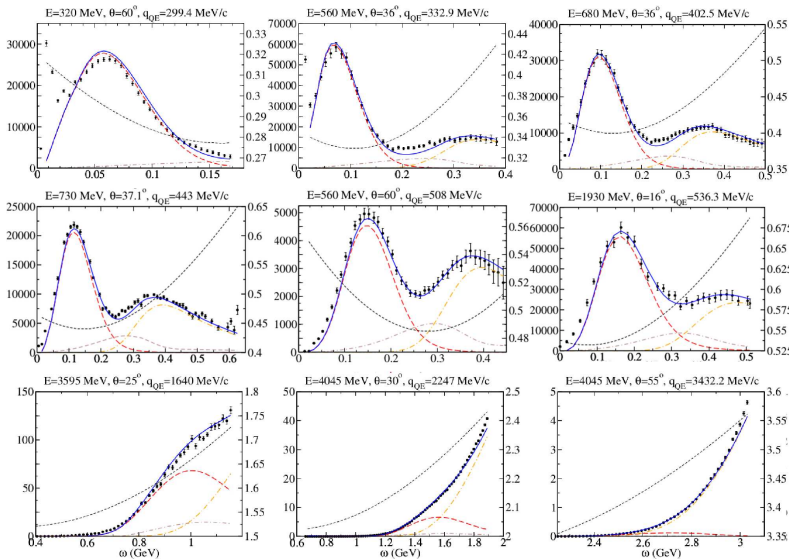 E=320 MeV, θ=60°, q_QE=299.4 MeV/c
E=560 MeV, θ=36°, q_QE=332.9 MeV/c
E=680 MeV, θ=36°, q_QE=402.5 MeV/c
30000 20000 10000 0
0 0.05 0.1 0.15
0.33 0.32 0.31 0.3 0.29 0.28 0.27
70000 60000 50000 40000 30000 20000 10000 0
0 0.1 0.2 0.3 0.4
0.44 0.42 0.4 0.38 0.36 0.34 0.32
40000 30000 20000 10000 0
0 0.1 0.2 0.3 0.4 0.5
0.55 0.5 0.45 0.4 0.35
E=730 MeV, θ=37.1°, q_QE=443 MeV/c
E=560 MeV, θ=60°, q_QE=508 MeV/c
E=1930 MeV, θ=16°, q_QE=536.3 MeV/c
25000 20000 15000 10000 5000 0
0 0.1 0.2 0.3 0.4 0.5 0.6
0.65 0.6 0.55 0.5 0.45 0.4
5000 4000 3000 2000 1000 0
0 0.1 0.2 0.3 0.4
0.56 0.54 0.52 0.5 0.48
70000 60000 50000 40000 30000 20000 10000 0
0 0.1 0.2 0.3 0.4 0.5
0.675 0.65 0.625 0.6 0.575 0.55 0.525
E=3595 MeV, θ=25°, q_QE=1640 MeV/c
E=4045 MeV, θ=30°, q_QE=2247 MeV/c
E=4045 MeV, θ=55°, q_QE=3432.2 MeV/c
150 100 50 0
0.4 0.6 0.8 1
1.8 1.75 1.7 1.65 1.6 1.55 1.5
ω (GeV)
50 40 30 20 10 0
0.6 0.8 1 1.2 1.4 1.6 1.8 2
2.5 2.4 2.3 2.2 2.1 2
ω (GeV)
5 4 3 2 1 0
2.4 2.6 2.8 3
3.6 3.55 3.5 3.45 3.4 3.35
ω (GeV)